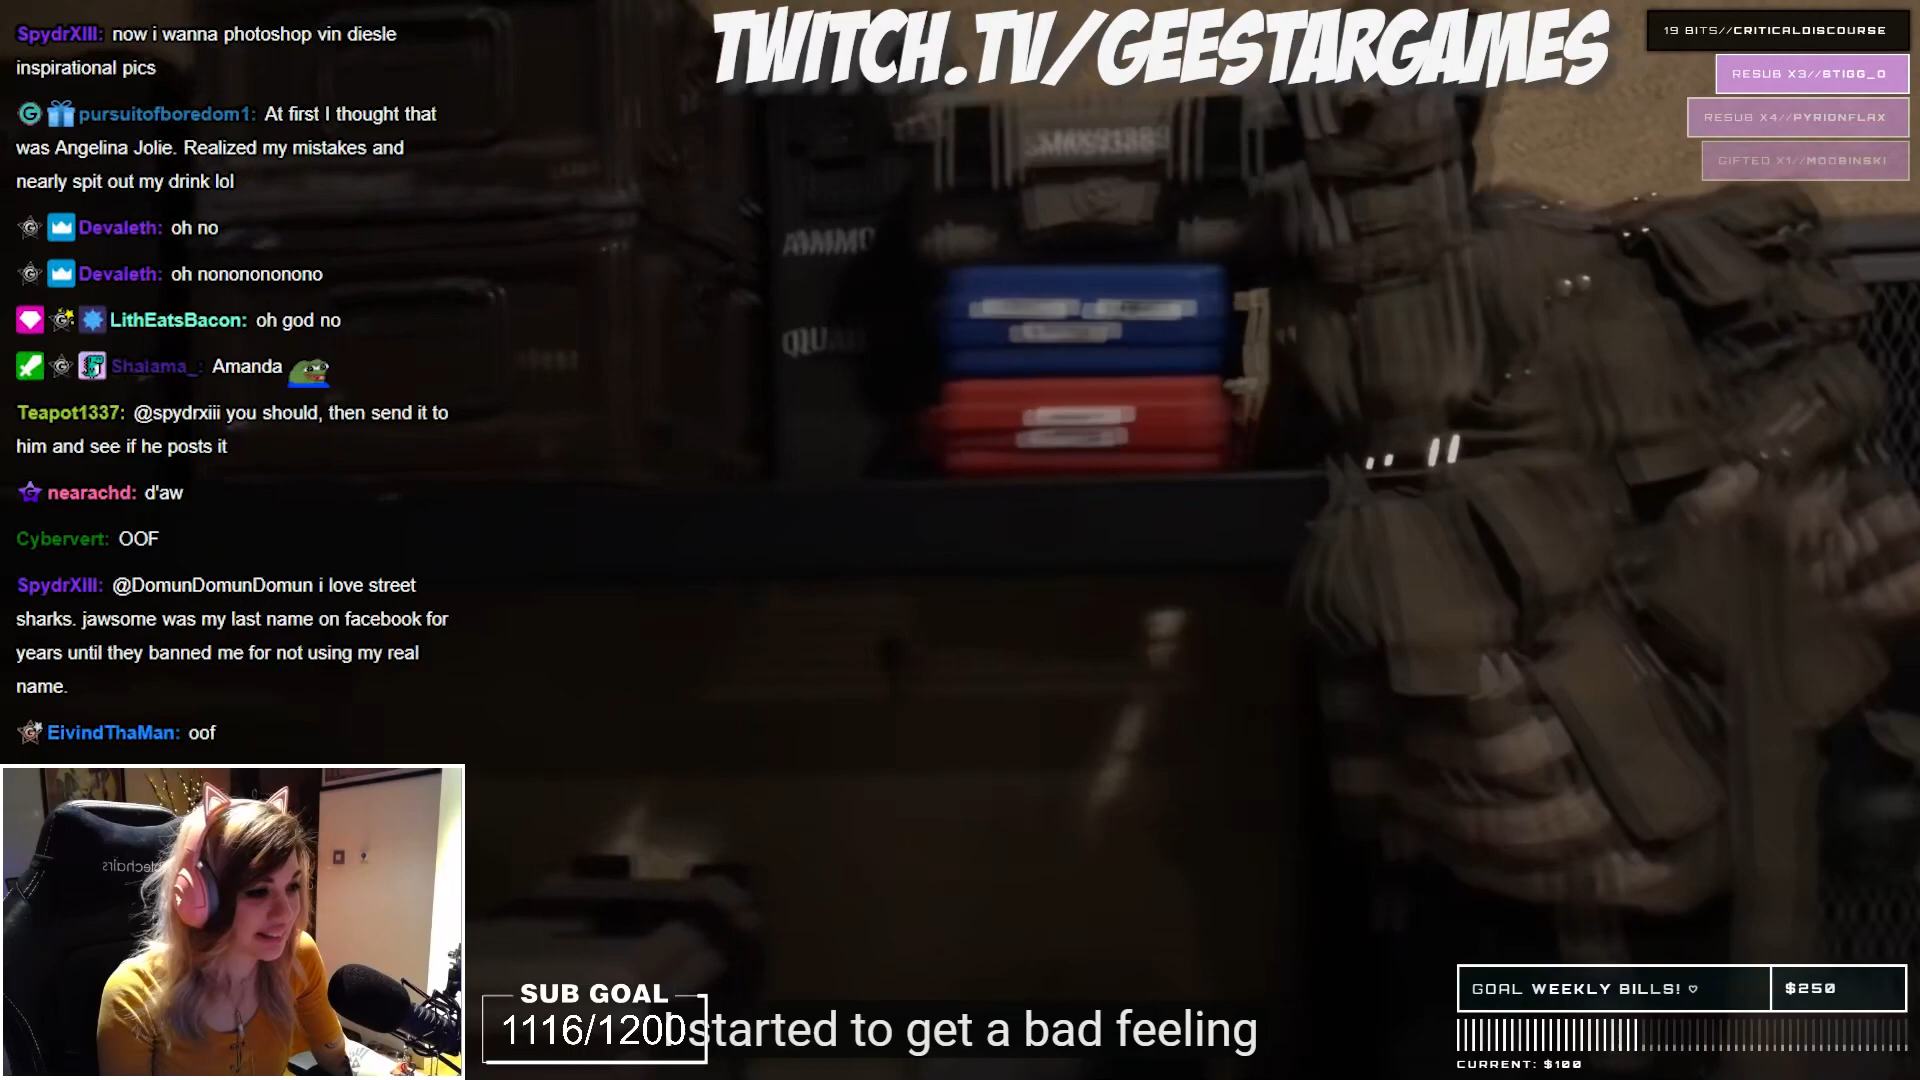 SpydrXIII: now i wanna photoshop vin diesle
inspirational pics
pursuitofboredom1: At first I thought that
was Angelina Jolie. Realized my mistakes and
nearly spit out my drink lol
Devaleth: oh no
Devaleth: oh nonononono
LithEatsBacon: oh god no
Shalama_: Amanda
Teapot1337: @spydrxiii you should, then send it to
him and see if he posts it
nearachd: d'aw
Cybervert: OOF
SpydrXIII: @DomunDomunDomun i love street
sharks. jawsome was my last name on facebook for
years until they banned me for not using my real
name.
EivindThaMan: oof
TWITCH.TV/GEESTARGAMES
19 BITS//CRITICALDISCOURSE
RESUB X3//STIGG_O
RESUB X4//PYRIONFLAX
GIFTED X1//MOOBINSKI
AMMO
SUB GOAL
1116/1200
I started to get a bad feeling
GOAL WEEKLY BILLS! ♡ $250
CURRENT: $100